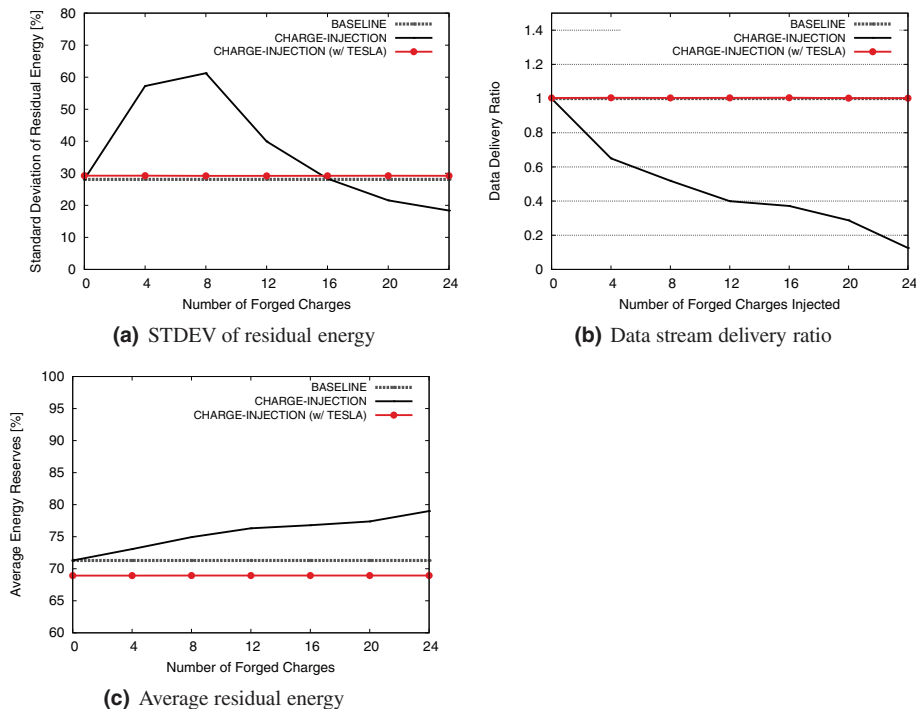 Standard Deviation of Residual Energy [%]
80
70
60
50
40
30
20
10
0
BASELINE
CHARGE-INJECTION
CHARGE-INJECTION (w/ TESLA)
0 4 8 12 16 20 24
Number of Forged Charges
(a) STDEV of residual energy
Data Delivery Ratio
1.4
1.2
1
0.8
0.6
0.4
0.2
0
BASELINE
CHARGE-INJECTION
CHARGE-INJECTION (w/ TESLA)
0 4 8 12 16 20 24
Number of Forged Charges Injected
(b) Data stream delivery ratio
Average Energy Reserves [%]
100
95
90
85
80
75
70
65
60
BASELINE
CHARGE-INJECTION
CHARGE-INJECTION (w/ TESLA)
0 4 8 12 16 20 24
Number of Forged Charges
(c) Average residual energy